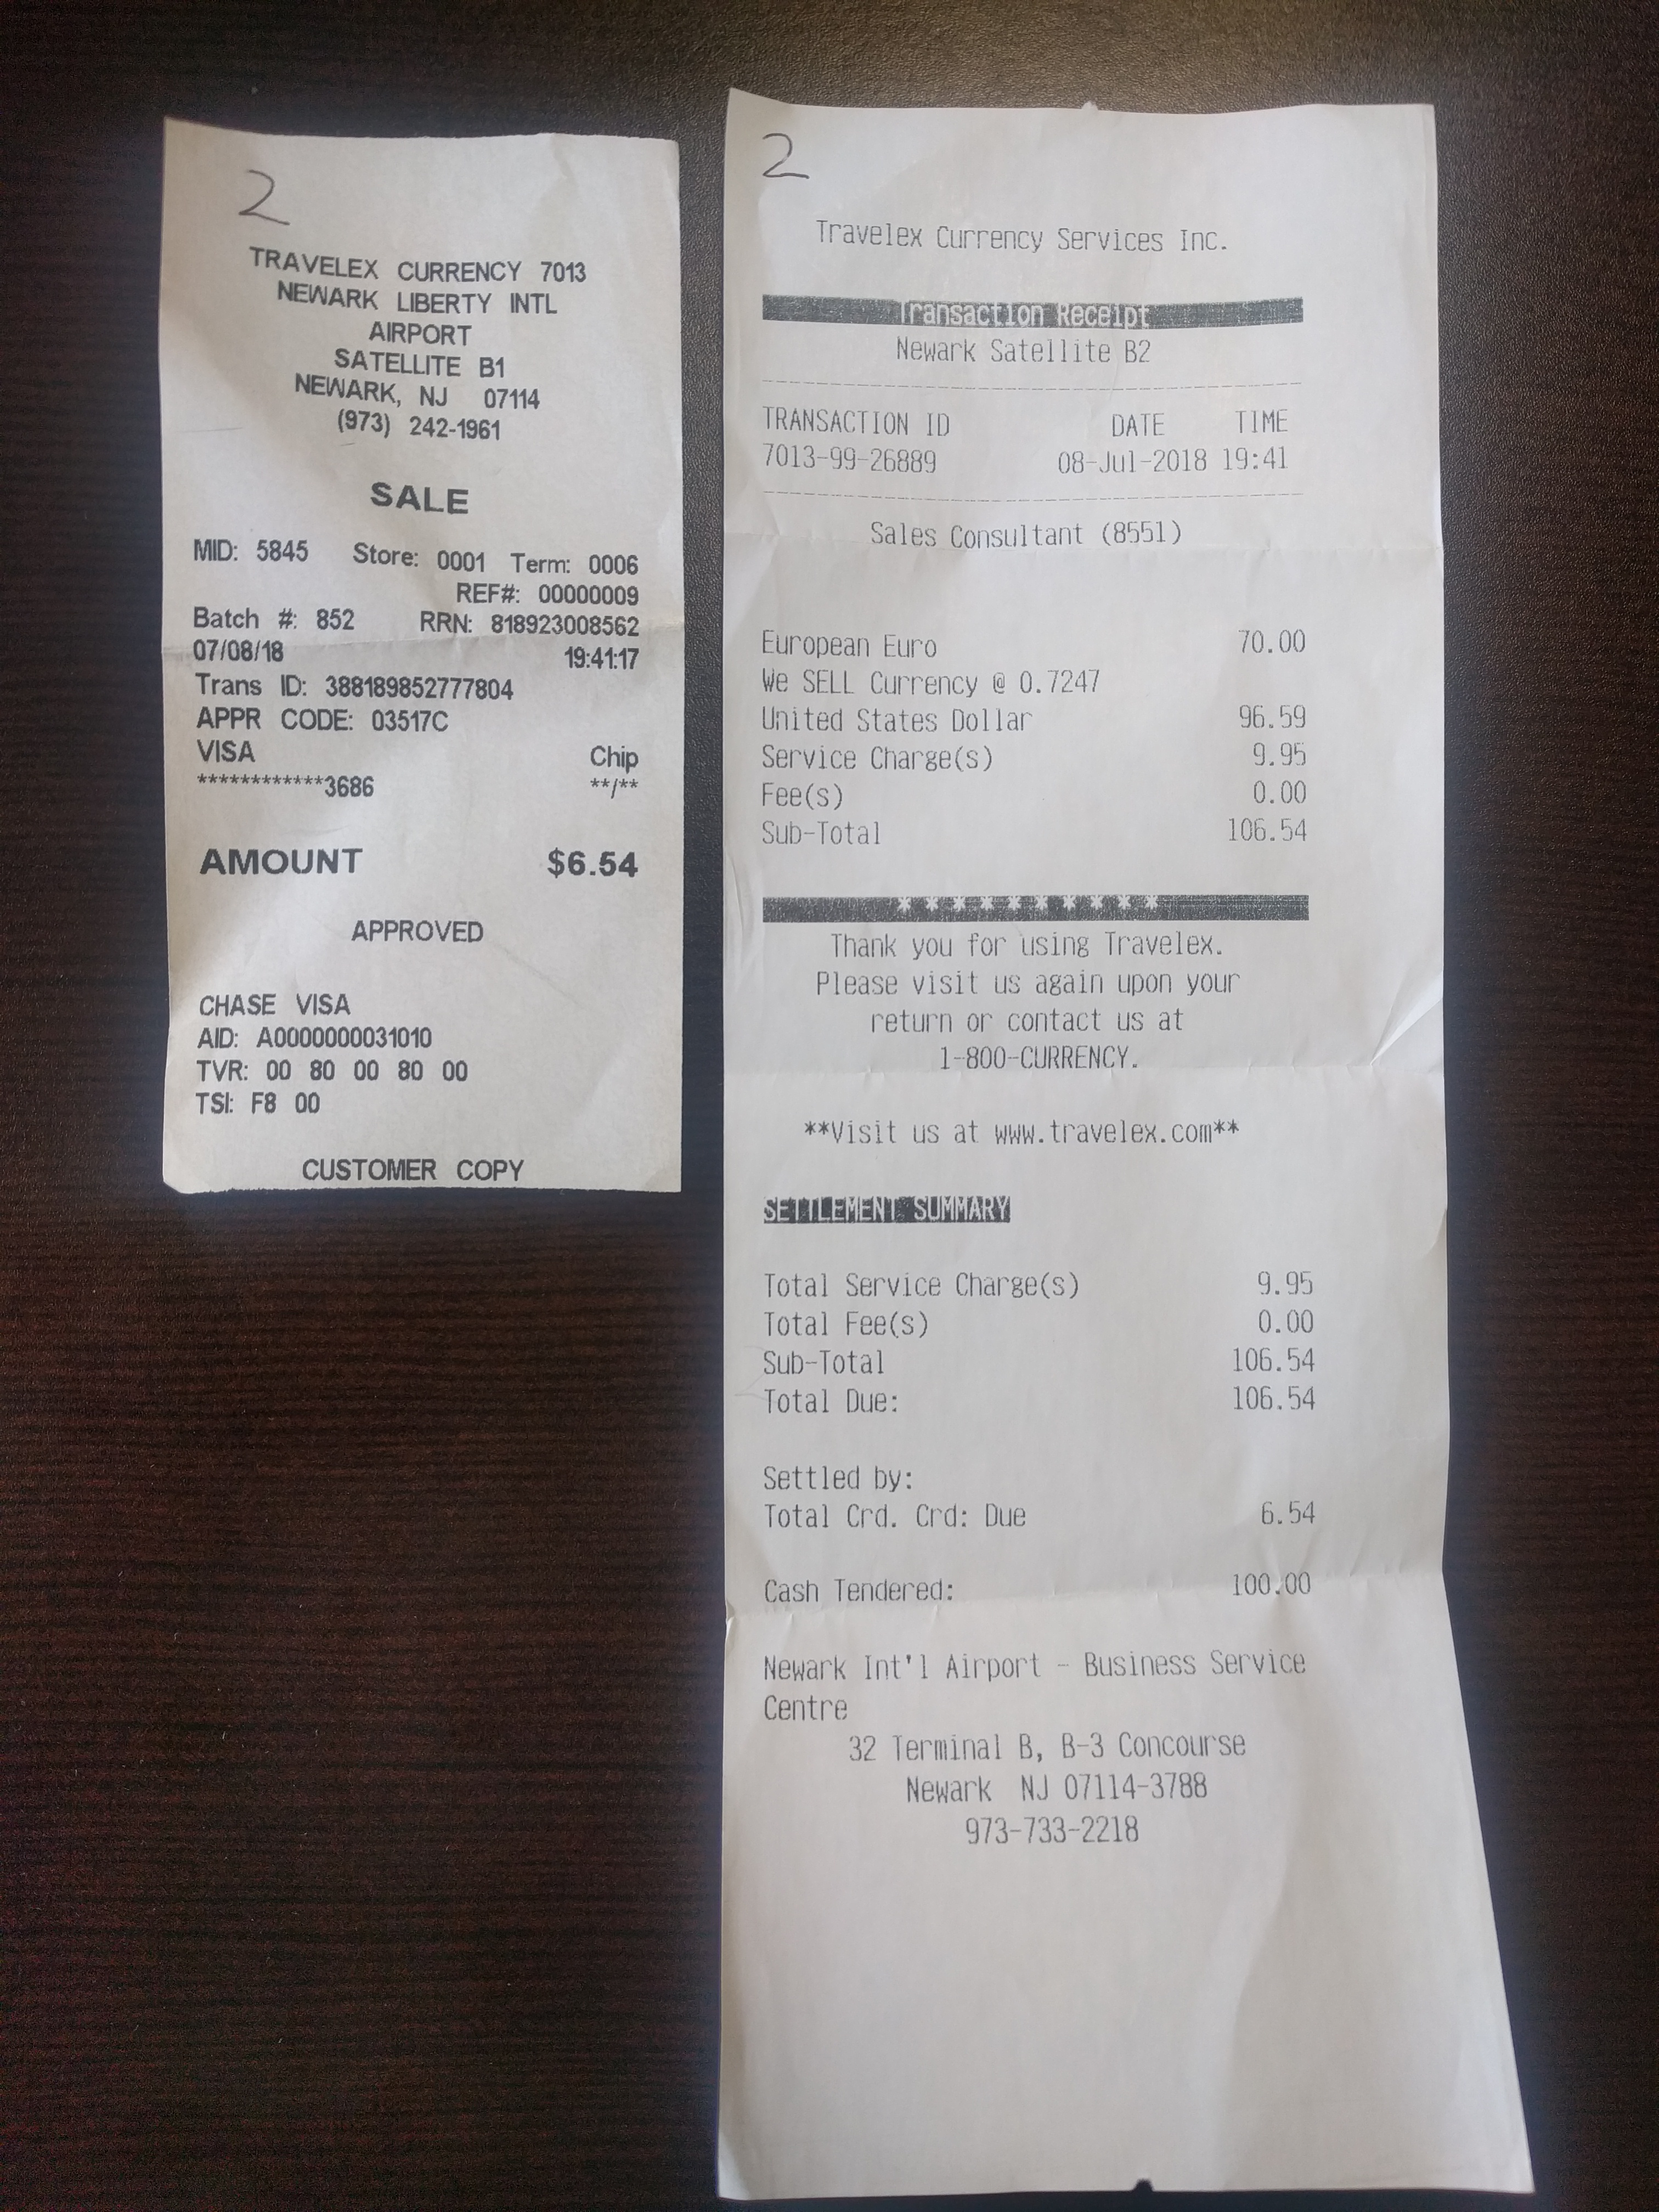 2
TRAVELEX CURRENCY 7013
NEWARK LIBERTY INTL
AIRPORT
SATELLITE B1
NEWARK, NJ 07114
(973) 242-1961
SALE
MID: 5845 Store: 0001 Term: 0006
REF#: 00000009
Batch #: 852 RRN: 818923008562
07/08/18 19:41:17
Trans ID: 388189852777804
APPR CODE: 03517C
VISA Chip
************3686 **/**
AMOUNT $6.54
APPROVED
CHASE VISA
AID: A0000000031010
TVR: 00 80 00 80 00
TSI: F8 00
CUSTOMER COPY
2
Travelex Currency Services Inc.
Transaction Receipt
Newark Satellite B2
TRANSACTION ID DATE TIME
7013-99-26889 08-Jul-2018 19:41
Sales Consultant (8551)
European Euro 70.00
We SELL Currency @ 0.7247
United States Dollar 96.59
Service Charge(s) 9.95
Fee(s) 0.00
Sub-Total 106.54
* * * * * * * * * *
Thank you for using Travelex.
Please visit us again upon your
return or contact us at
1-800-CURRENCY.
**Visit us at www.travelex.com**
SETTLEMENT SUMMARY
Total Service Charge(s) 9.95
Total Fee(s) 0.00
Sub-Total 106.54
Total Due: 106.54
Settled by:
Total Crd. Crd: Due 6.54
Cash Tendered: 100.00
Newark Int'l Airport - Business Service
Centre
32 Terminal B, B-3 Concourse
Newark NJ 07114-3788
973-733-2218